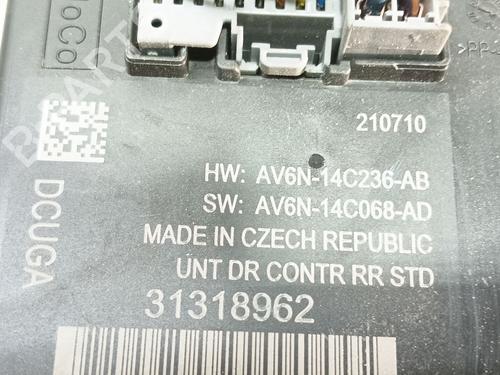 FoMoCo
210710
HW: AV6N-14C236-AB
SW: AV6N-14C068-AD
MADE IN CZECH REPUBLIC
UNT DR CONTR RR STD
31318962
DCUGA